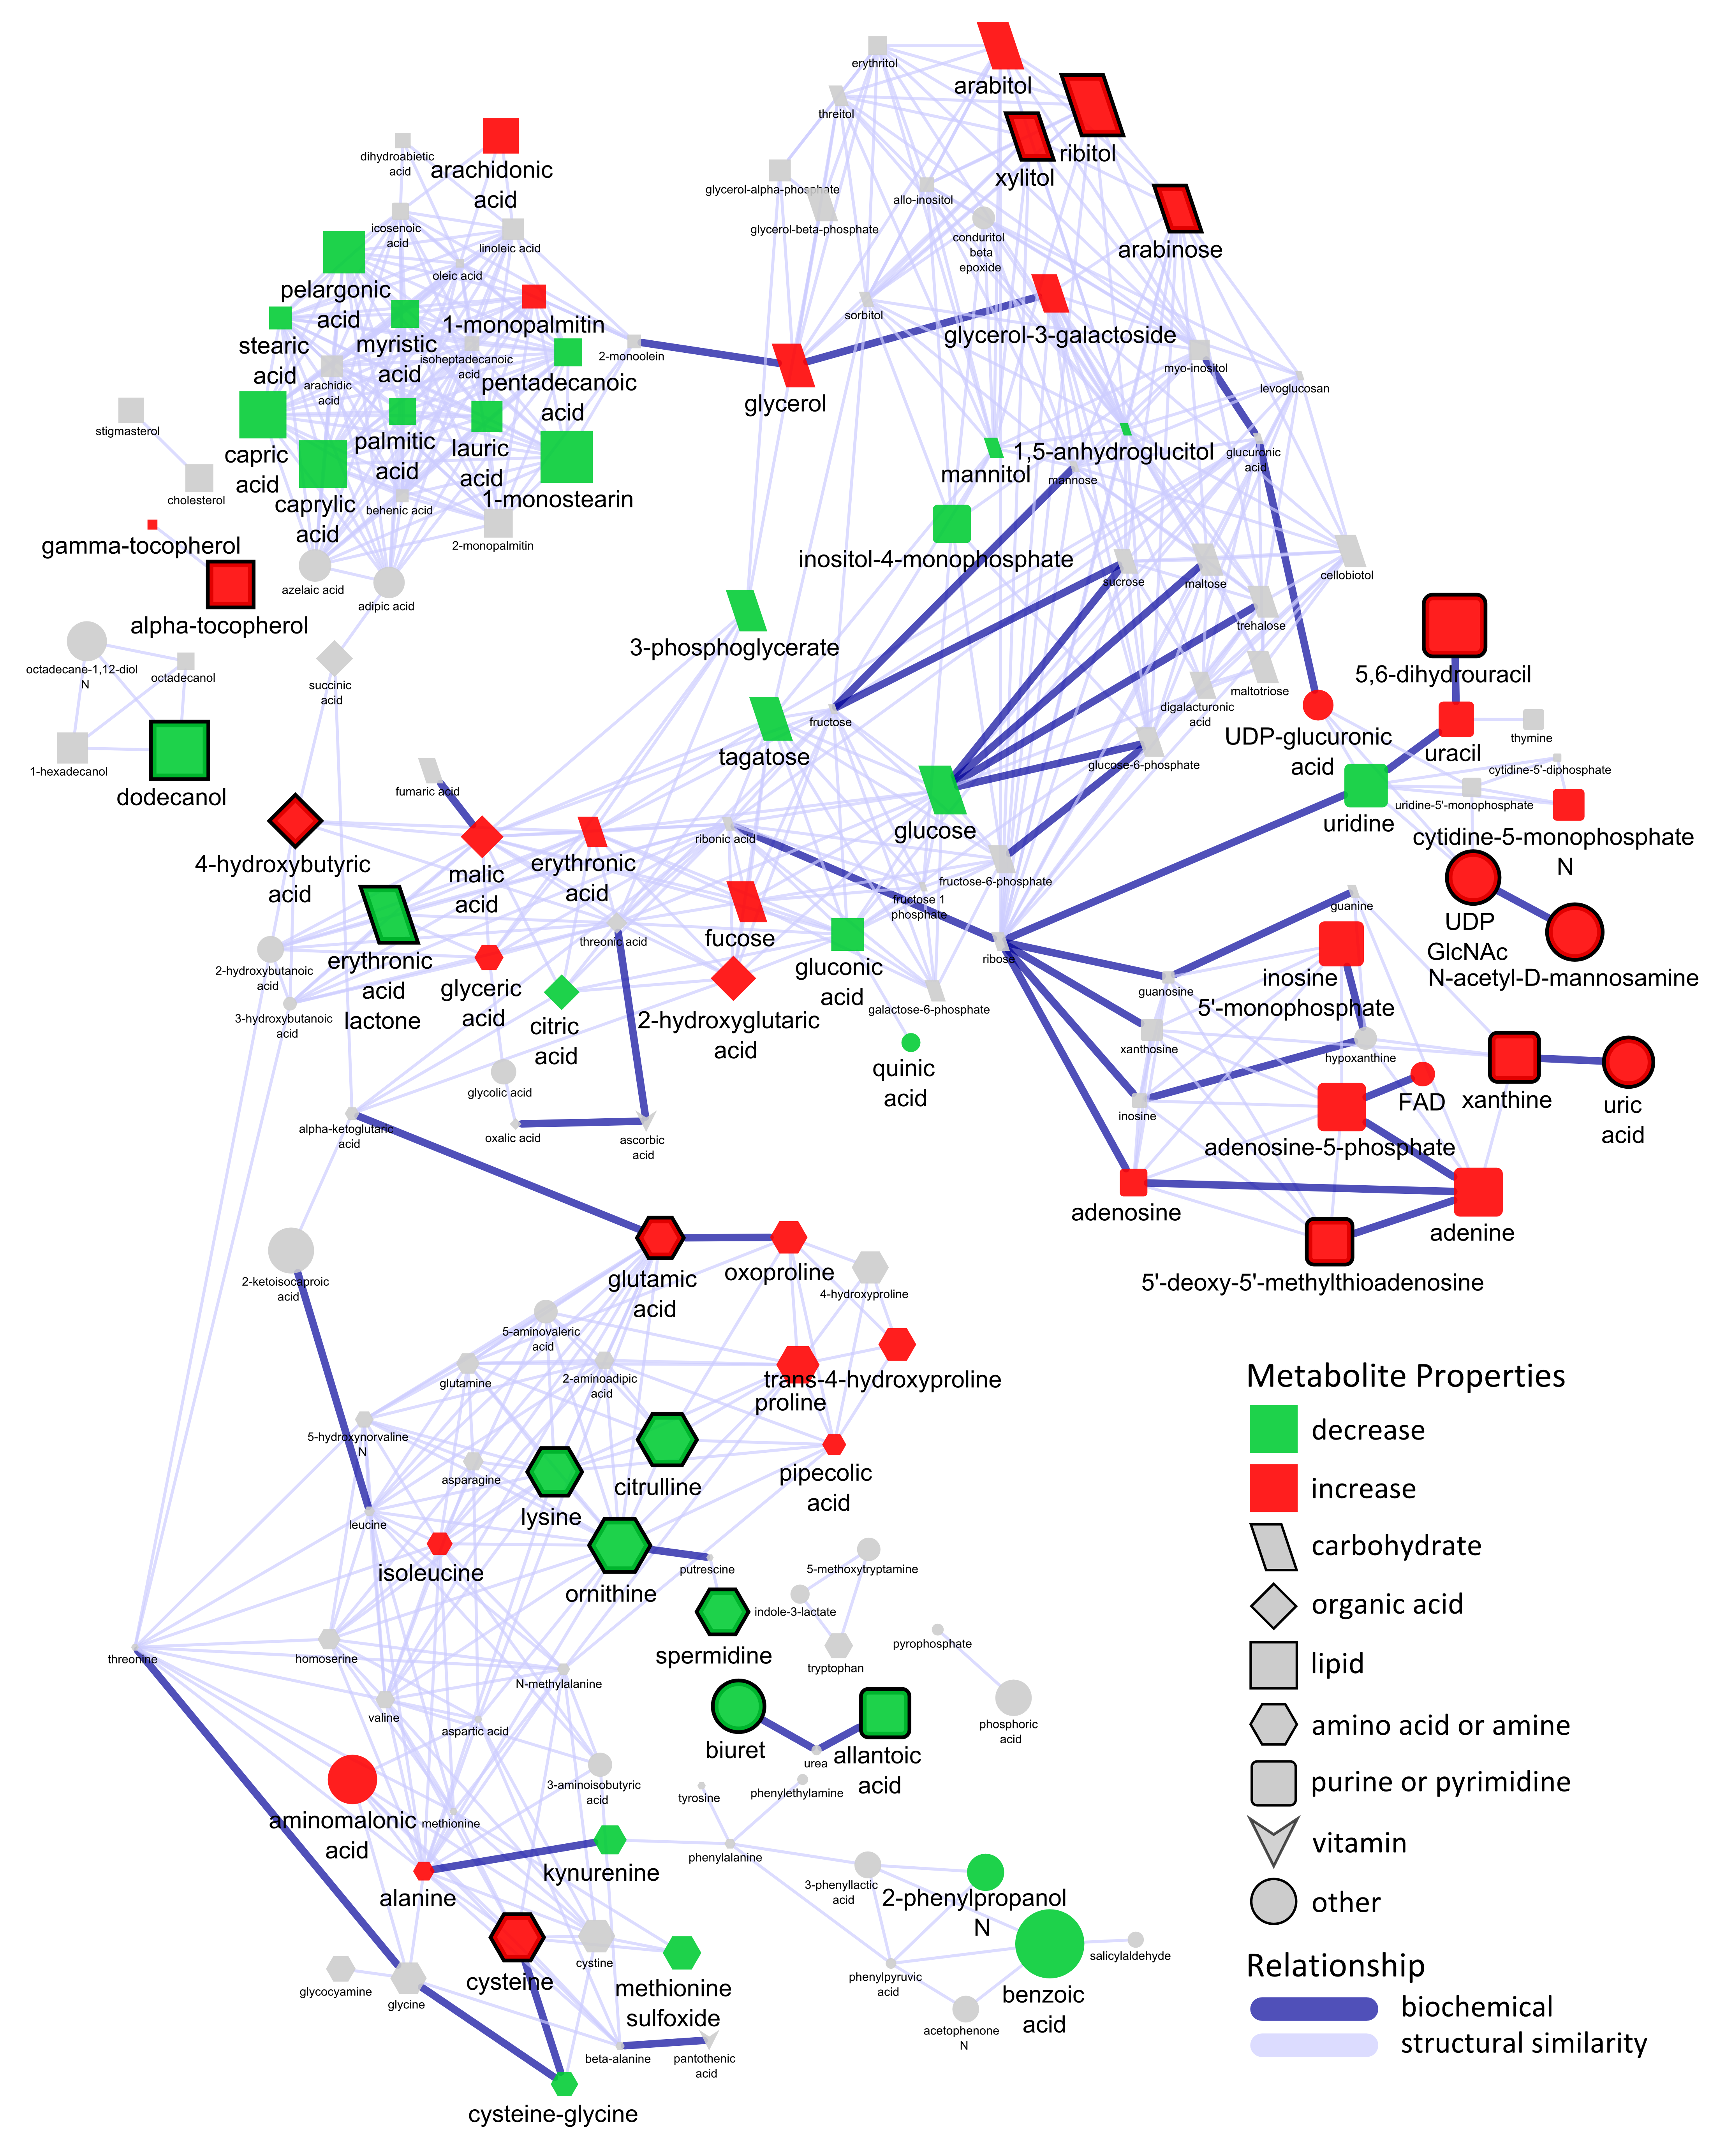 erythritol
arabitol
threitol
ribitol
xylitol
dihydroabietic
acid
arachidonic
acid
glycerol-alpha-phosphate
allo-inositol
glycerol-beta-phosphate
conduritol
beta
epoxide
arabinose
icosenoic
acid
linoleic acid
oleic acid
pelargonic
acid
1-monopalmitin
sorbitol
glycerol-3-galactoside
stearic
acid
myristic
acid
isoheptadecanoic
acid
2-monoolein
pentadecanoic
acid
arachidic
acid
myo-inositol
levoglucosan
glycerol
stigmasterol
capric
acid
palmitic
acid
lauric
acid
1,5-anhydroglucitol
glucuronic
acid
mannitol
mannose
cholesterol
caprylic
acid
behenic acid
1-monostearin
gamma-tocopherol
2-monopalmitin
inositol-4-monophosphate
azelaic acid
adipic acid
sucrose
maltose
cellobiotol
alpha-tocopherol
trehalose
3-phosphoglycerate
octadecane-1,12-diol
N
octadecanol
succinic
acid
maltotriose
5,6-dihydrouracil
digalacturonic
acid
fructose
UDP-glucuronic
acid
uracil
thymine
tagatose
glucose-6-phosphate
1-hexadecanol
dodecanol
fumaric acid
cytidine-5'-diphosphate
uridine-5'-monophosphate
uridine
cytidine-5-monophosphate
N
glucose
ribonic acid
4-hydroxybutyric
acid
malic
acid
erythronic
acid
fructose-6-phosphate
fructose 1
phosphate
guanine
UDP
GlcNAc
N-acetyl-D-mannosamine
fucose
threonic acid
gluconic
acid
ribose
erythronic
acid
lactone
2-hydroxybutanoic
acid
glyceric
acid
inosine
5'-monophosphate
guanosine
3-hydroxybutanoic
acid
citric
acid
2-hydroxyglutaric
acid
galactose-6-phosphate
xanthosine
hypoxanthine
quinic
acid
glycolic acid
FAD
xanthine
uric
acid
inosine
alpha-ketoglutaric
acid
oxalic acid
ascorbic
acid
adenosine-5-phosphate
adenosine
adenine
5'-deoxy-5'-methylthioadenosine
2-ketoisocaproic
acid
glutamic
acid
oxoproline
4-hydroxyproline
5-aminovaleric
acid
glutamine
2-aminoadipic
acid
trans-4-hydroxyproline
proline
5-hydroxynorvaline
N
asparagine
citrulline
pipecolic
acid
lysine
leucine
isoleucine
ornithine
putrescine
5-methoxytryptamine
indole-3-lactate
spermidine
tryptophan
pyrophosphate
threonine
homoserine
N-methylalanine
valine
aspartic acid
phosphoric
acid
biuret
urea
allantoic
acid
3-aminoisobutyric
acid
tyrosine
phenylethylamine
aminomalonic
acid
methionine
kynurenine
phenylalanine
alanine
3-phenyllactic
acid
2-phenylpropanol
N
cysteine
cystine
methionine
sulfoxide
glycocyamine
glycine
phenylpyruvic
acid
benzoic
acid
salicylaldehyde
acetophenone
N
beta-alanine
pantothenic
acid
cysteine-glycine
Metabolite Properties
decrease
increase
carbohydrate
organic acid
lipid
amino acid or amine
purine or pyrimidine
vitamin
other
Relationship
biochemical
structural similarity